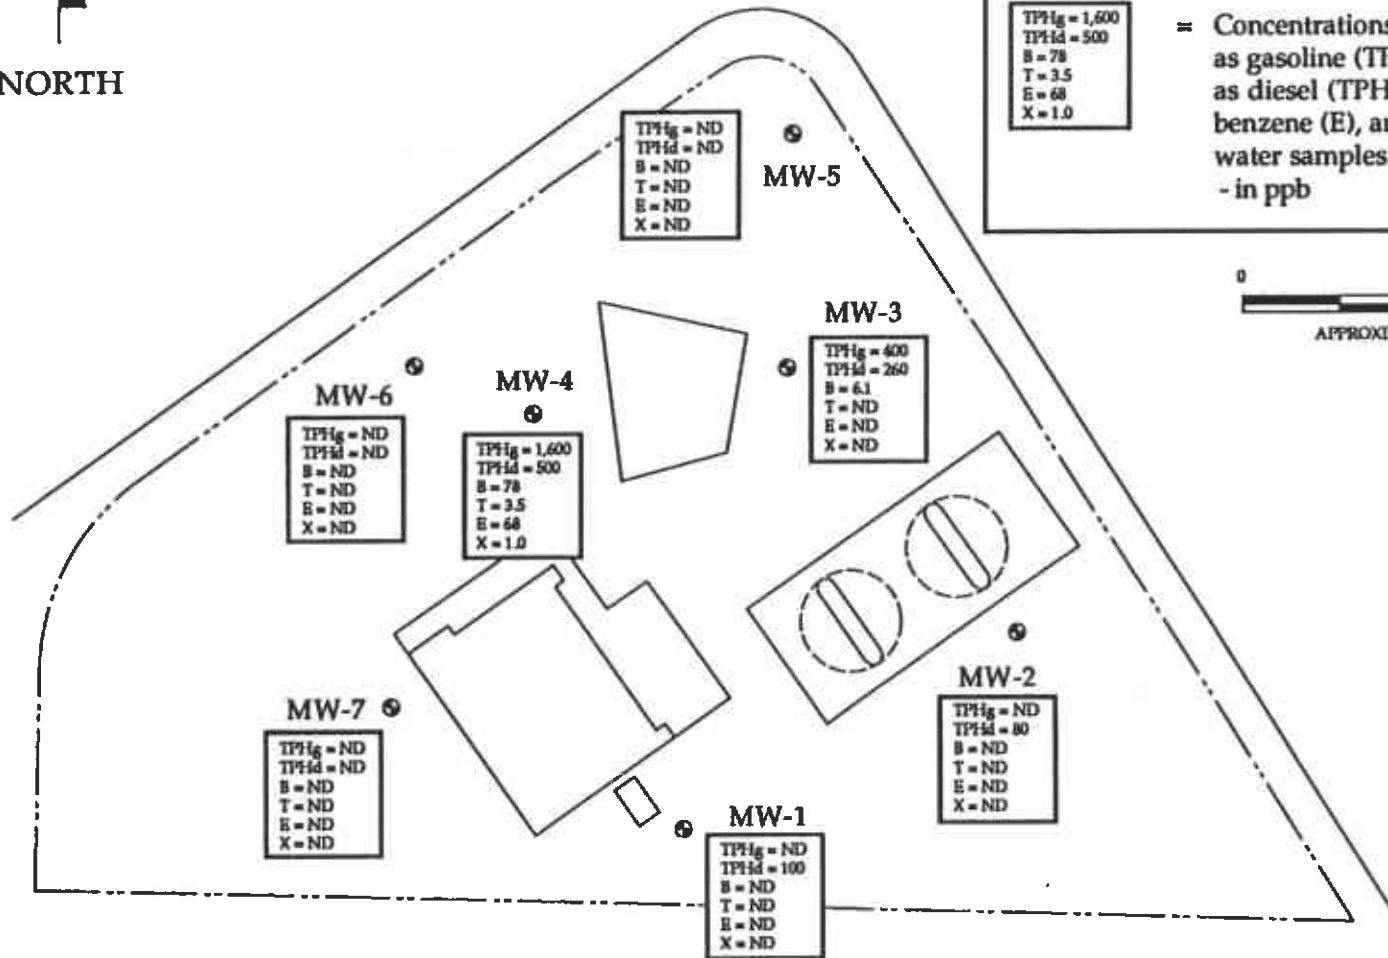 NORTH
TPHg = 1,600
TPHd = 500
B = 78
T = 3.5
E = 68
X = 1.0
= Concentrations
as gasoline (TP
as diesel (TPH
benzene (E), an
water samples
- in ppb
0
APPROXI
TPHg = ND
TPHd = ND
B = ND
T = ND
E = ND
X = ND
MW-5
MW-3
TPHg = 400
TPHd = 260
B = 6.1
T = ND
E = ND
X = ND
MW-6
TPHg = ND
TPHd = ND
B = ND
T = ND
E = ND
X = ND
MW-4
TPHg = 1,600
TPHd = 500
B = 78
T = 3.5
E = 68
X = 1.0
MW-2
TPHg = ND
TPHd = 80
B = ND
T = ND
E = ND
X = ND
MW-7
TPHg = ND
TPHd = ND
B = ND
T = ND
E = ND
X = ND
MW-1
TPHg = ND
TPHd = 100
B = ND
T = ND
E = ND
X = ND